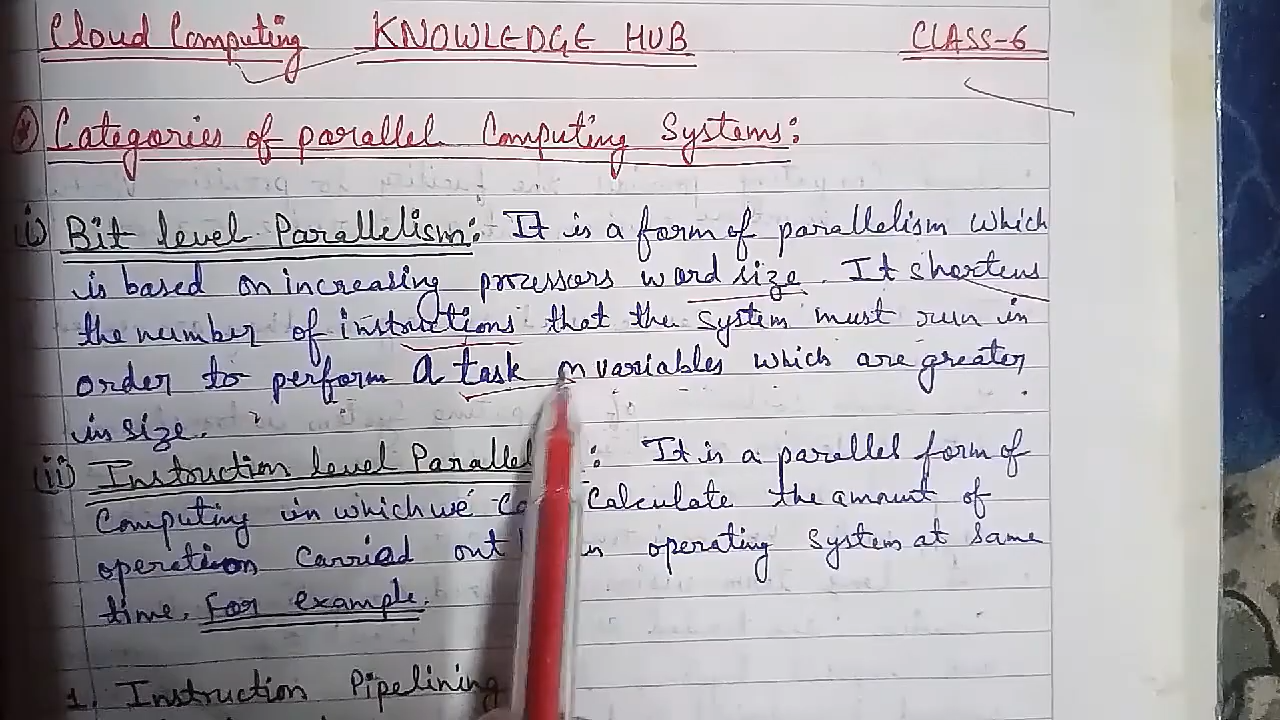 Cloud Computing KNOWLEDGE HUB CLASS-6
Categories of parallel Computing Systems:
i) Bit level Parallelism: It is a form of parallelism which
is based on increasing processors word size. It shortens
the number of instructions that the system must run in
order to perform a task on variables which are greater
in size.
(ii) Instruction level Parallel : It is a parallel form of
Computing in which we Calculate the amount of
operation Carried out operating System at Same
time. For example.
1. Instruction Pipelining